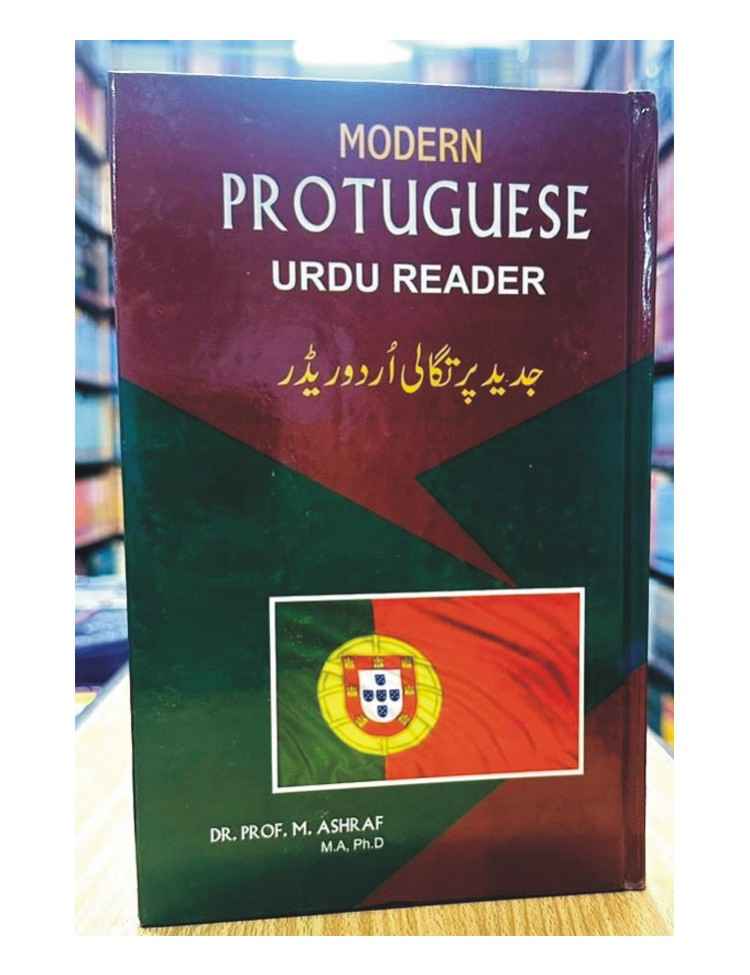 MODERN
PROTUGUESE
URDU READER
جدید پرتگالی اُردو ریڈر
DR. PROF. M. ASHRAF
M.A, Ph.D